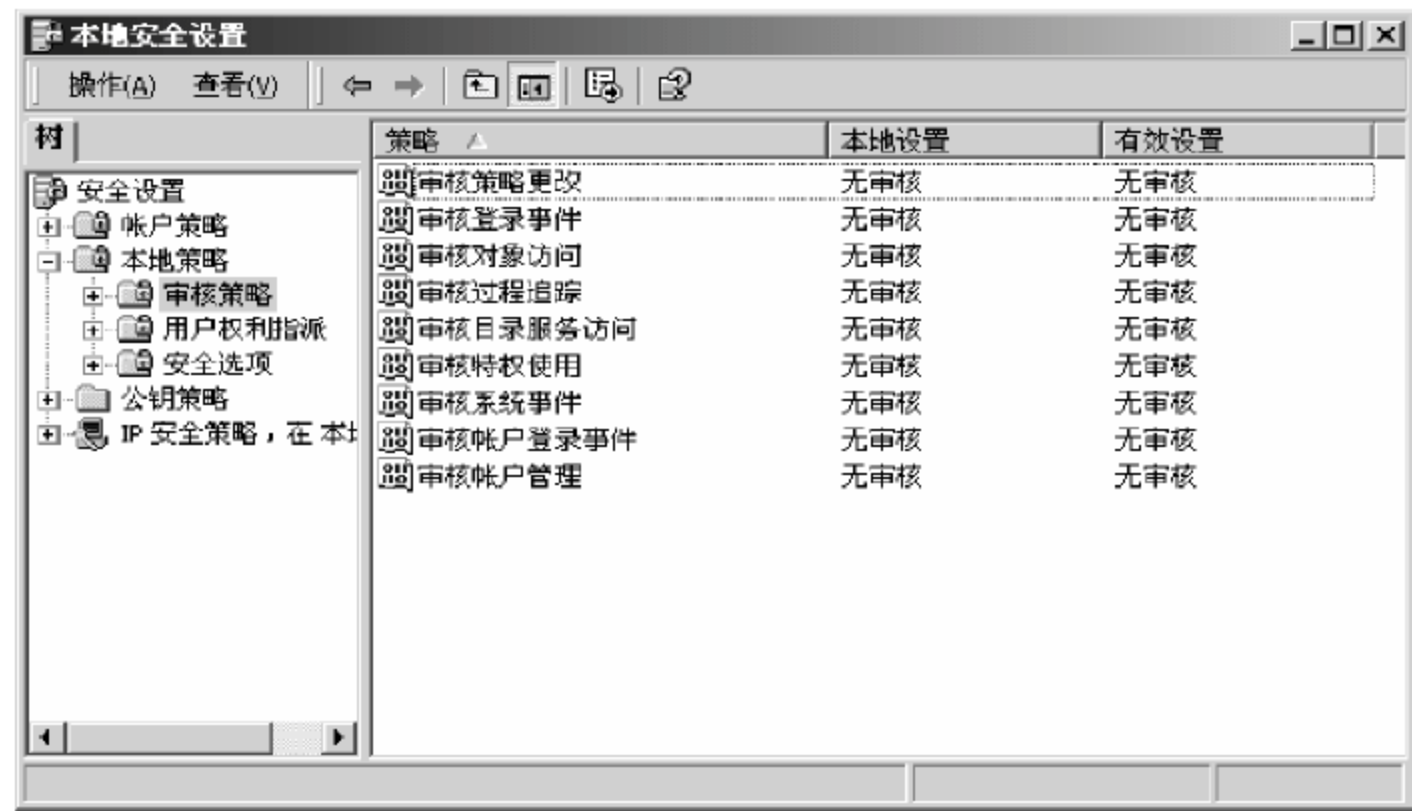 本地安全设置
操作(A) 查看(V)
树
安全设置
帐户策略
本地策略
审核策略
用户权利指派
安全选项
公钥策略
IP 安全策略，在 本
策略 本地设置 有效设置
审核策略更改 无审核 无审核
审核登录事件 无审核 无审核
审核对象访问 无审核 无审核
审核过程追踪 无审核 无审核
审核目录服务访问 无审核 无审核
审核特权使用 无审核 无审核
审核系统事件 无审核 无审核
审核帐户登录事件 无审核 无审核
审核帐户管理 无审核 无审核